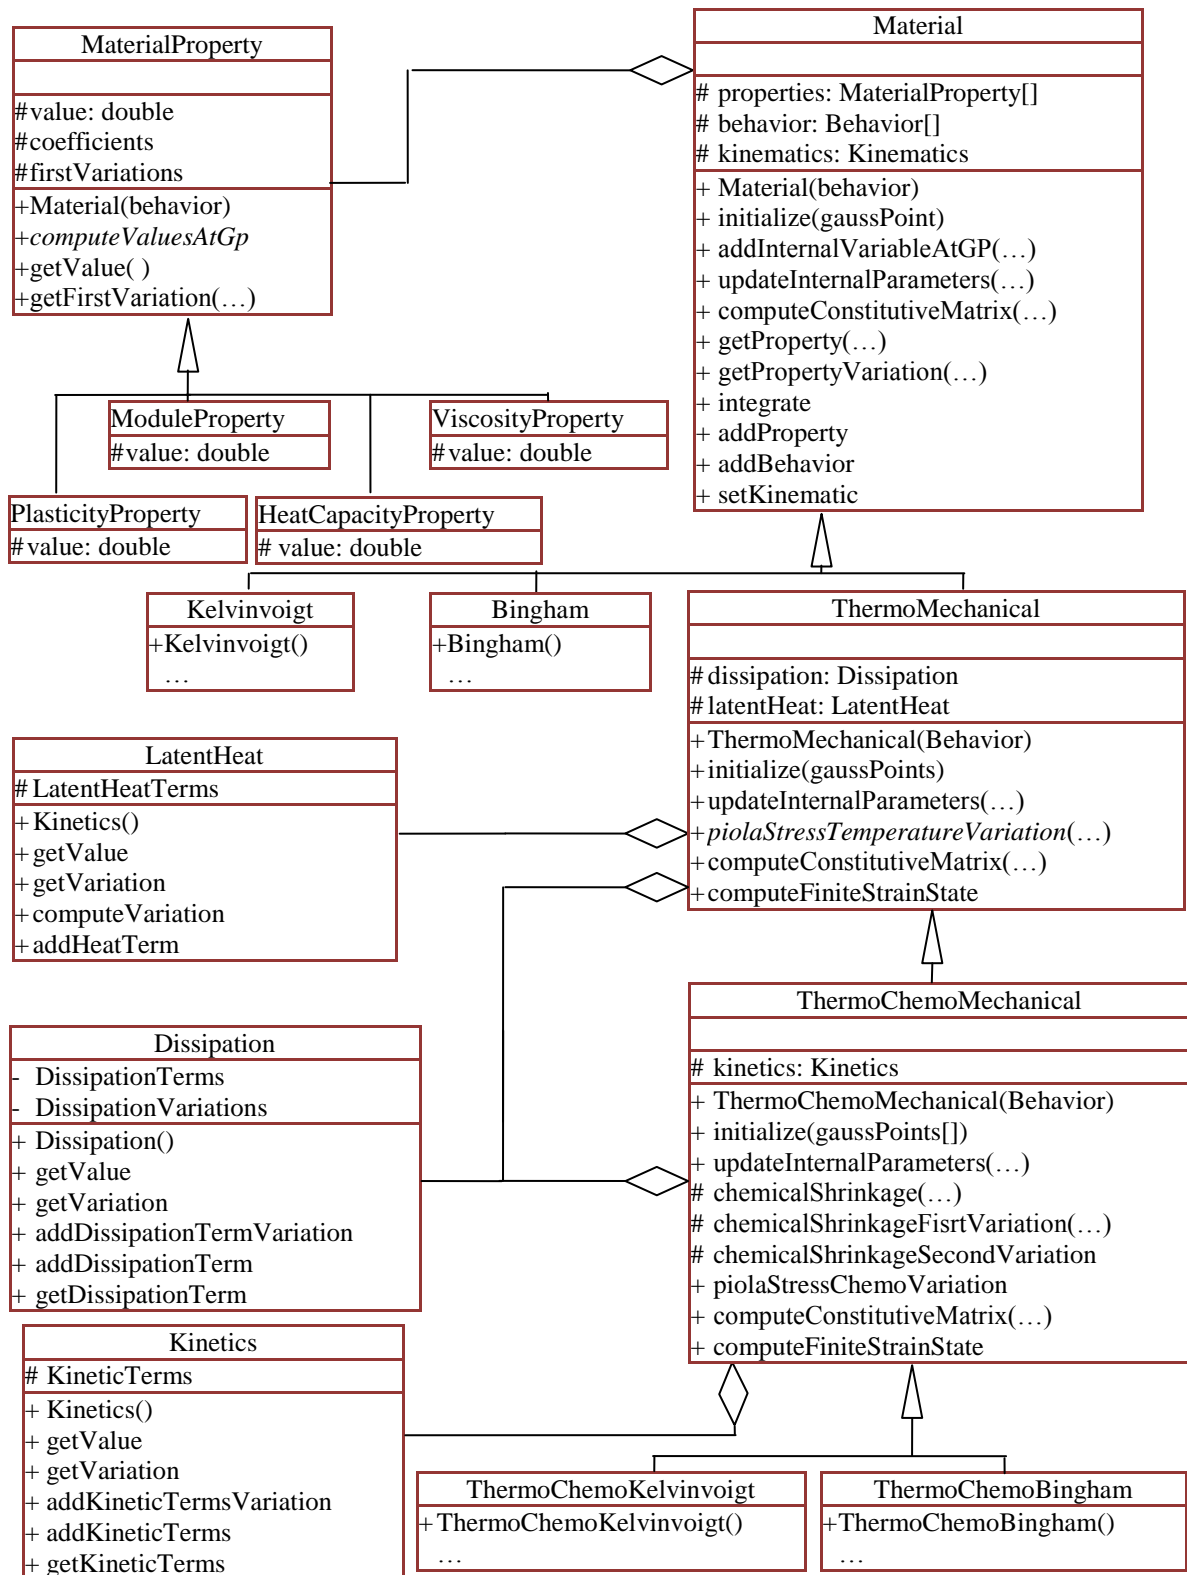 MaterialProperty
#value: double
#coefficients
#firstVariations
+Material(behavior)
+computeValuesAtGp
+getValue( )
+getFirstVariation(…)
Material
# properties: MaterialProperty[]
# behavior: Behavior[]
# kinematics: Kinematics
+ Material(behavior)
+ initialize(gaussPoint)
+ addInternalVariableAtGP(…)
+ updateInternalParameters(…)
+ computeConstitutiveMatrix(…)
+ getProperty(…)
+ getPropertyVariation(…)
+ integrate
+ addProperty
+ addBehavior
+ setKinematic
ModuleProperty
#value: double
ViscosityProperty
#value: double
PlasticityProperty
#value: double
HeatCapacityProperty
# value: double
Kelvinvoigt
+Kelvinvoigt()
…
Bingham
+Bingham()
…
ThermoMechanical
#dissipation: Dissipation
#latentHeat: LatentHeat
+ThermoMechanical(Behavior)
+initialize(gaussPoints)
+updateInternalParameters(…)
+piolaStressTemperatureVariation(…)
+computeConstitutiveMatrix(…)
+computeFiniteStrainState
LatentHeat
#LatentHeatTerms
+Kinetics()
+getValue
+getVariation
+computeVariation
+addHeatTerm
ThermoChemoMechanical
# kinetics: Kinetics
+ ThermoChemoMechanical(Behavior)
+ initialize(gaussPoints[])
+ updateInternalParameters(…)
# chemicalShrinkage(…)
# chemicalShrinkageFisrtVariation(…)
# chemicalShrinkageSecondVariation
+ piolaStressChemoVariation
+ computeConstitutiveMatrix(…)
+ computeFiniteStrainState
Dissipation
- DissipationTerms
- DissipationVariations
+ Dissipation()
+ getValue
+ getVariation
+ addDissipationTermVariation
+ addDissipationTerm
+ getDissipationTerm
Kinetics
# KineticTerms
+ Kinetics()
+ getValue
+ getVariation
+ addKineticTermsVariation
+ addKineticTerms
+ getKineticTerms
ThermoChemoKelvinvoigt
+ThermoChemoKelvinvoigt()
…
ThermoChemoBingham
+ThermoChemoBingham()
…